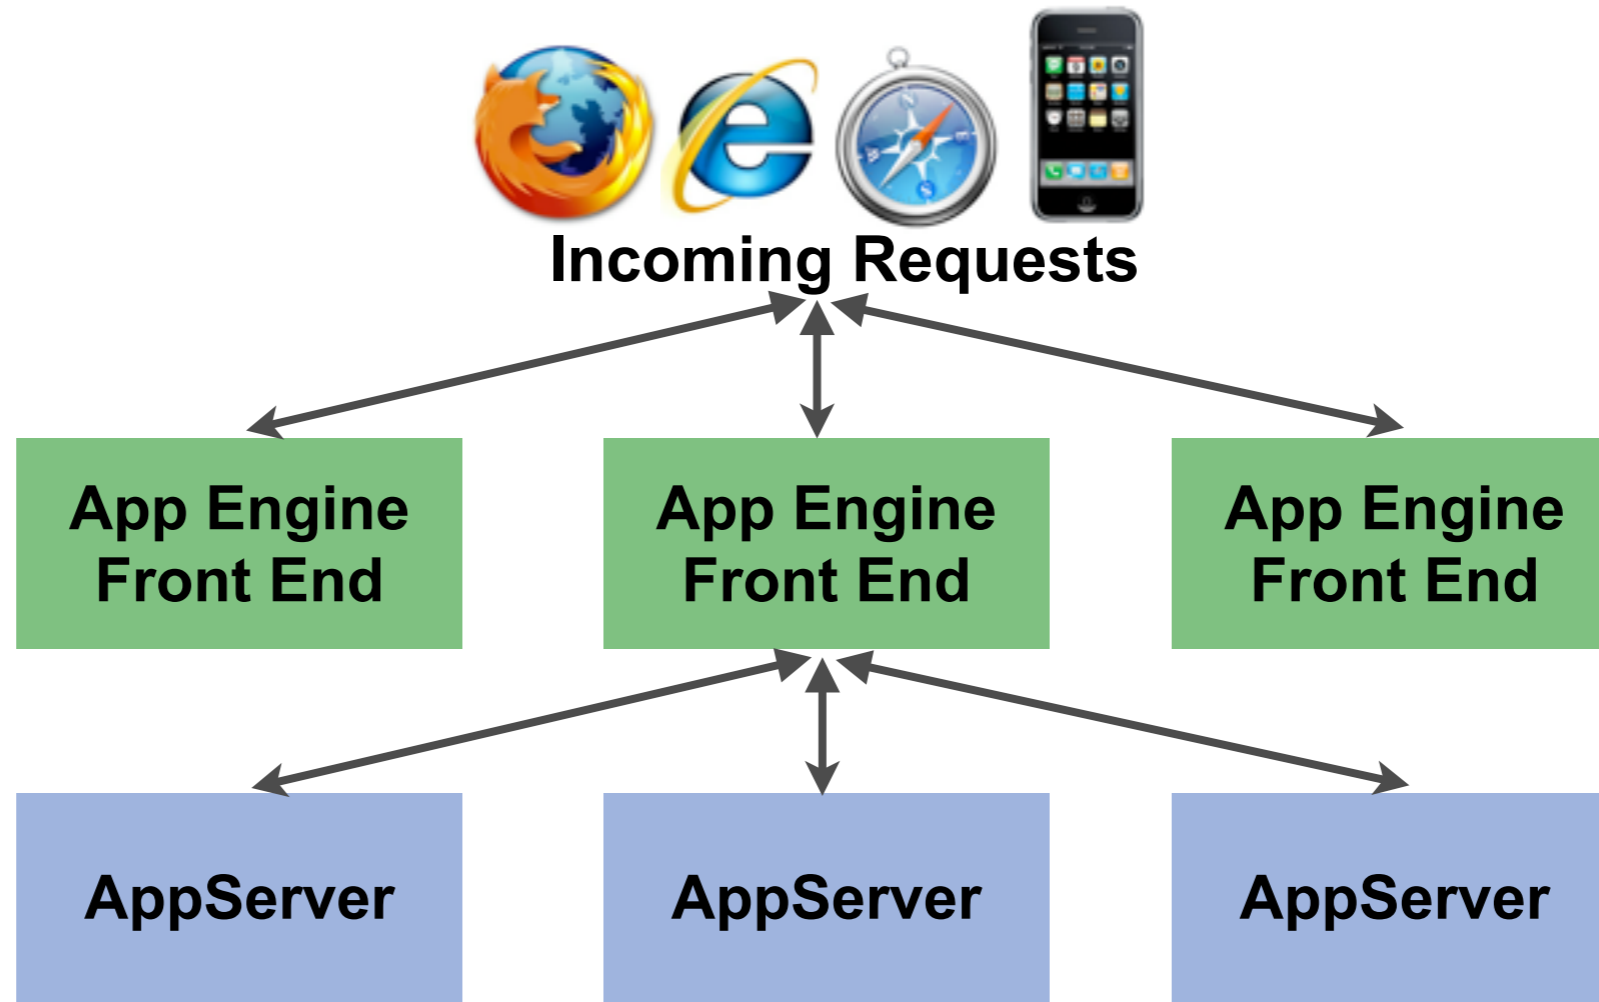 Incoming Requests
App Engine
Front End
App Engine
Front End
App Engine
Front End
AppServer
AppServer
AppServer